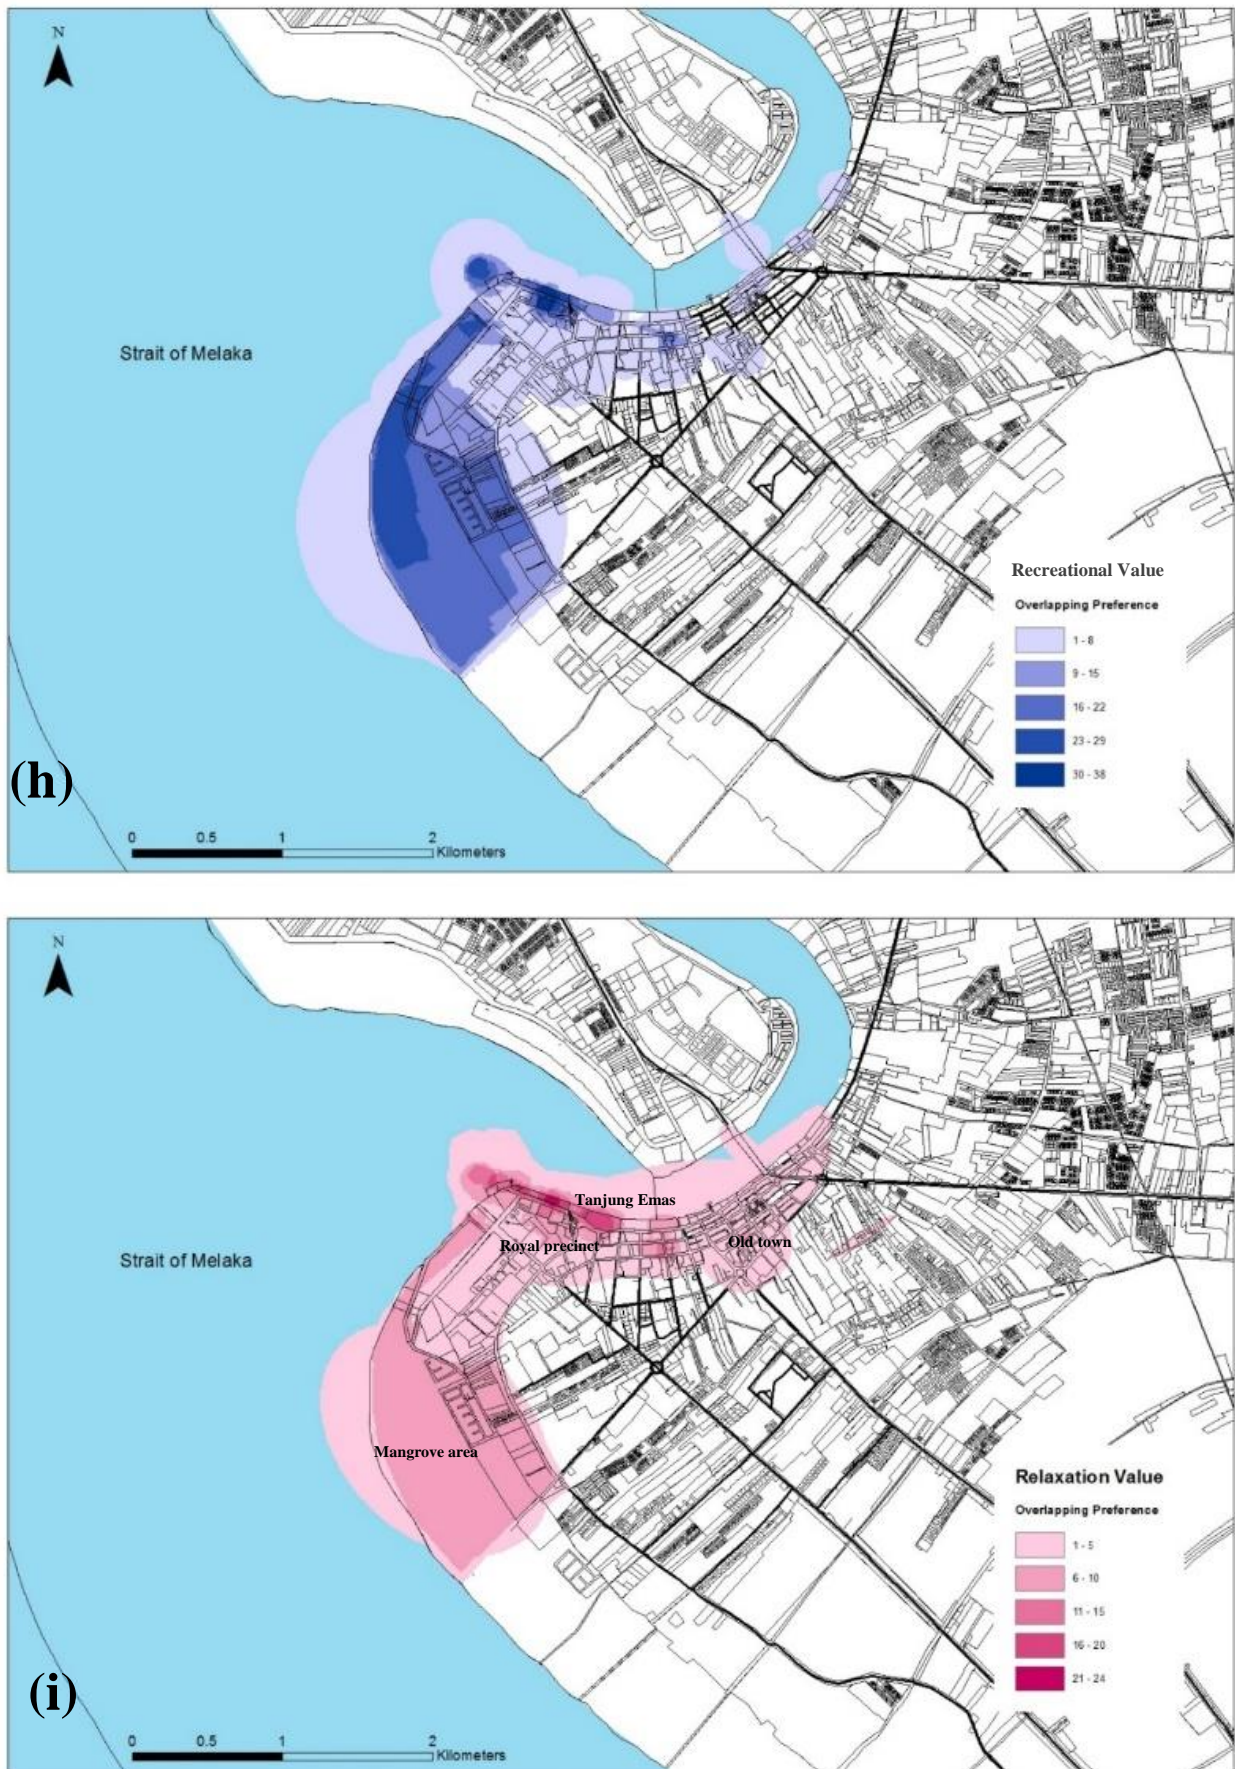 N
Strait of Melaka
Recreational Value
Overlapping Preference
1 - 8
9 - 15
16 - 22
23 - 29
30 - 38
(h)
0 0.5 1 2
Kilometers
N
Tanjung Emas
Royal precinct
Old town
Strait of Melaka
Mangrove area
Relaxation Value
Overlapping Preference
1 - 5
6 - 10
11 - 15
16 - 20
21 - 24
(i)
0 0.5 1 2
Kilometers